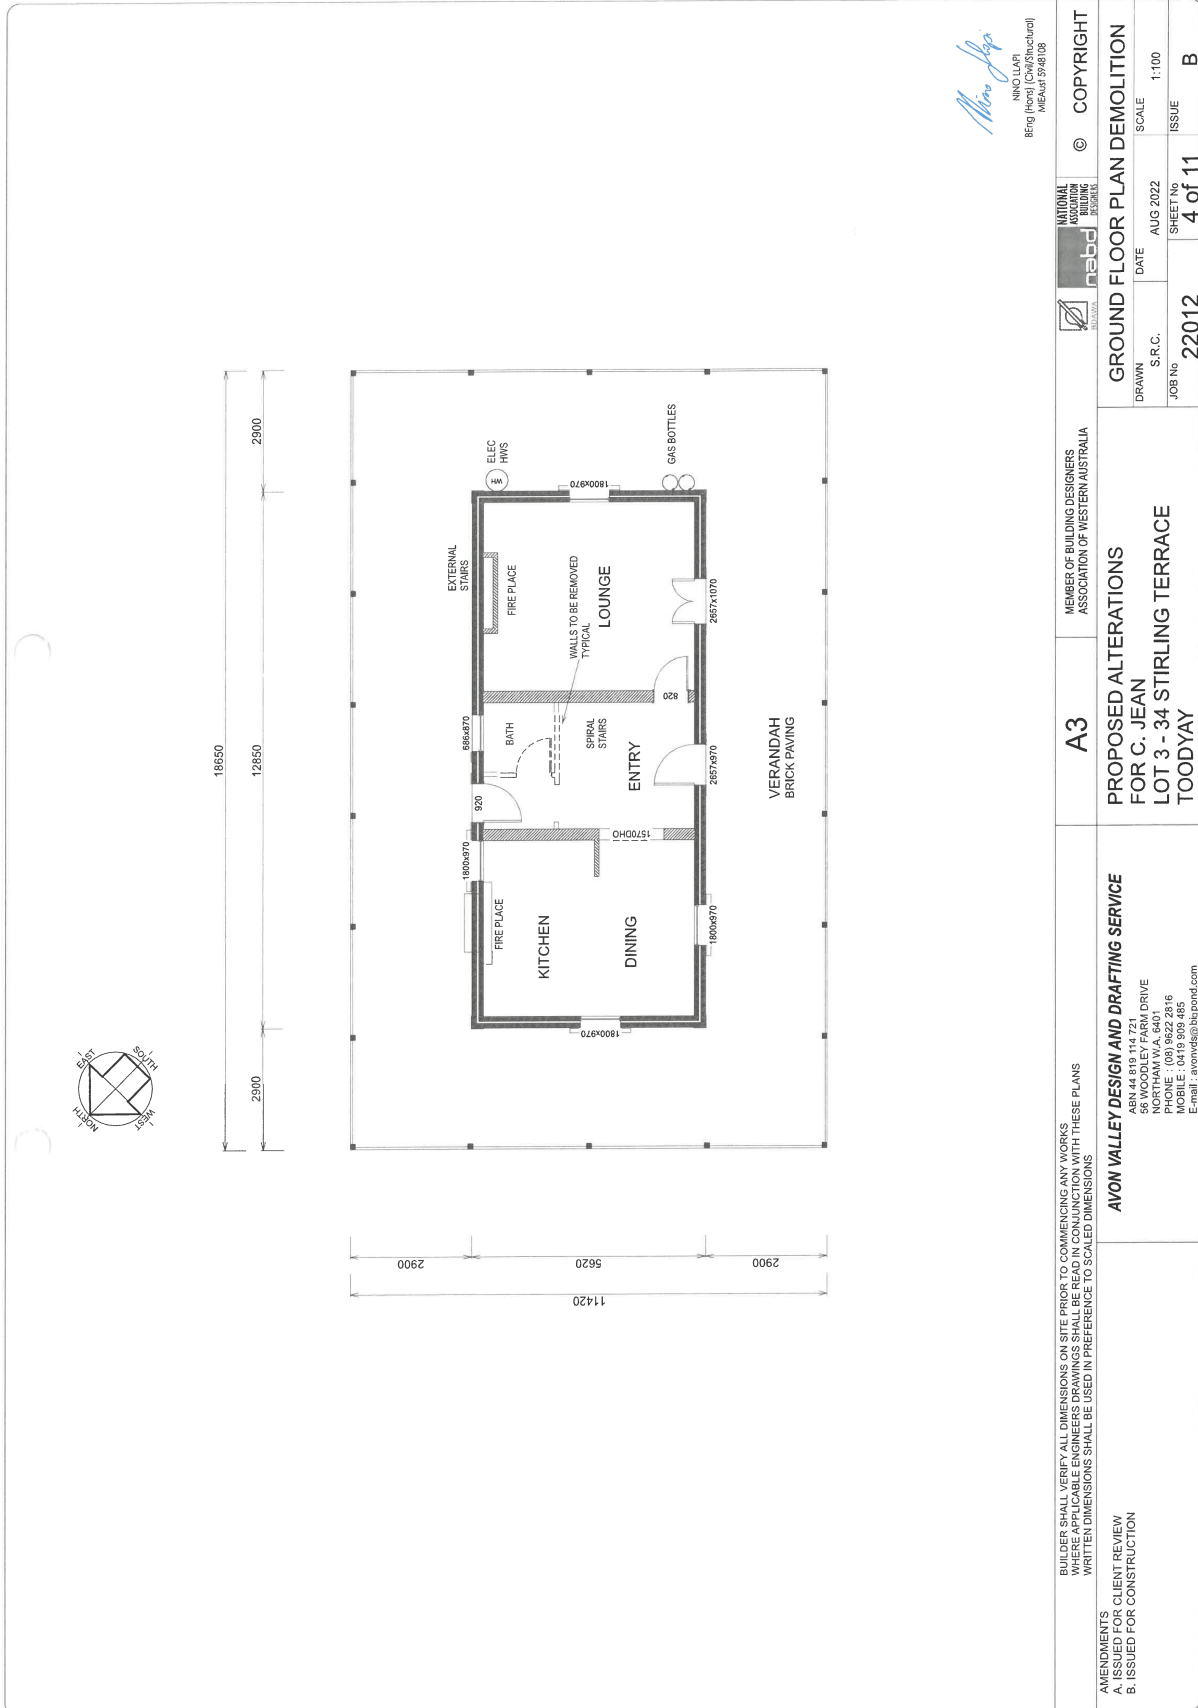 EAST
SOUTH
WEST
NORTH
18650
2900
12850
2900
11420
2900
5620
2900
EXTERNAL
STAIRS
ELEC
HWS
WH
GAS BOTTLES
1800x970
920
686x870
FIRE PLACE
BATH
FIRE PLACE
WALLS TO BE REMOVED
TYPICAL
KITCHEN
DINING
1570DHO
SPIRAL
STAIRS
ENTRY
LOUNGE
820
1800x970
1800x970
1800x970
2657x970
2657x1070
VERANDAH
BRICK PAVING
NINO LLAPI
BEng (Hons) (Civil/Structural)
MIEAust 5948108
BUILDER SHALL VERIFY ALL DIMENSIONS ON SITE PRIOR TO COMMENCING ANY WORKS
WHERE APPLICABLE ENGINEERS DRAWINGS SHALL BE READ IN CONJUNCTION WITH THESE PLANS
WRITTEN DIMENSIONS SHALL BE USED IN PREFERENCE TO SCALED DIMENSIONS
A3
MEMBER OF BUILDING DESIGNERS
ASSOCIATION OF WESTERN AUSTRALIA
BDAWA
nabd
NATIONAL
ASSOCIATION
BUILDING
DESIGNERS
© COPYRIGHT
AMENDMENTS
A. ISSUED FOR CLIENT REVIEW
B. ISSUED FOR CONSTRUCTION
AVON VALLEY DESIGN AND DRAFTING SERVICE
ABN 44 819 114 721
56 WOODLEY FARM DRIVE
NORTHAM W.A. 6401
PHONE : (08) 9622 2816
MOBILE : 0419 909 485
E-mail : avonvds@bigpond.com
PROPOSED ALTERATIONS
FOR C. JEAN
LOT 3 - 34 STIRLING TERRACE
TOODYAY
GROUND FLOOR PLAN DEMOLITION
DRAWN
S.R.C.
DATE
AUG 2022
SCALE
1:100
JOB No
22012
SHEET No
4 of 11
ISSUE
B